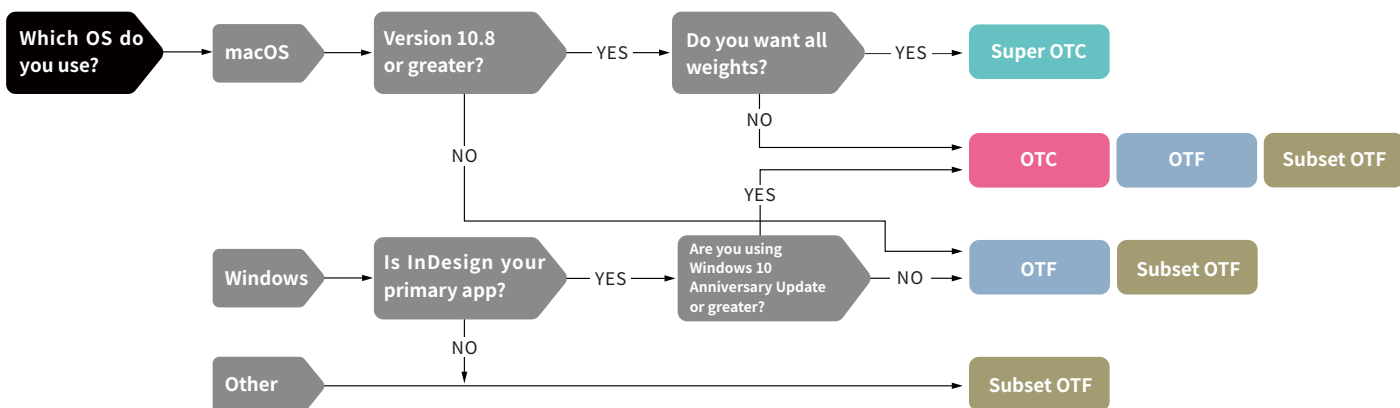 Which OS do
you use?
macOS
Version 10.8
or greater?
YES
Do you want all
weights?
YES
Super OTC
NO
NO
OTC
OTF
Subset OTF
YES
Windows
Is InDesign your
primary app?
YES
Are you using
Windows 10
Anniversary Update
or greater?
NO
OTF
Subset OTF
NO
Other
Subset OTF